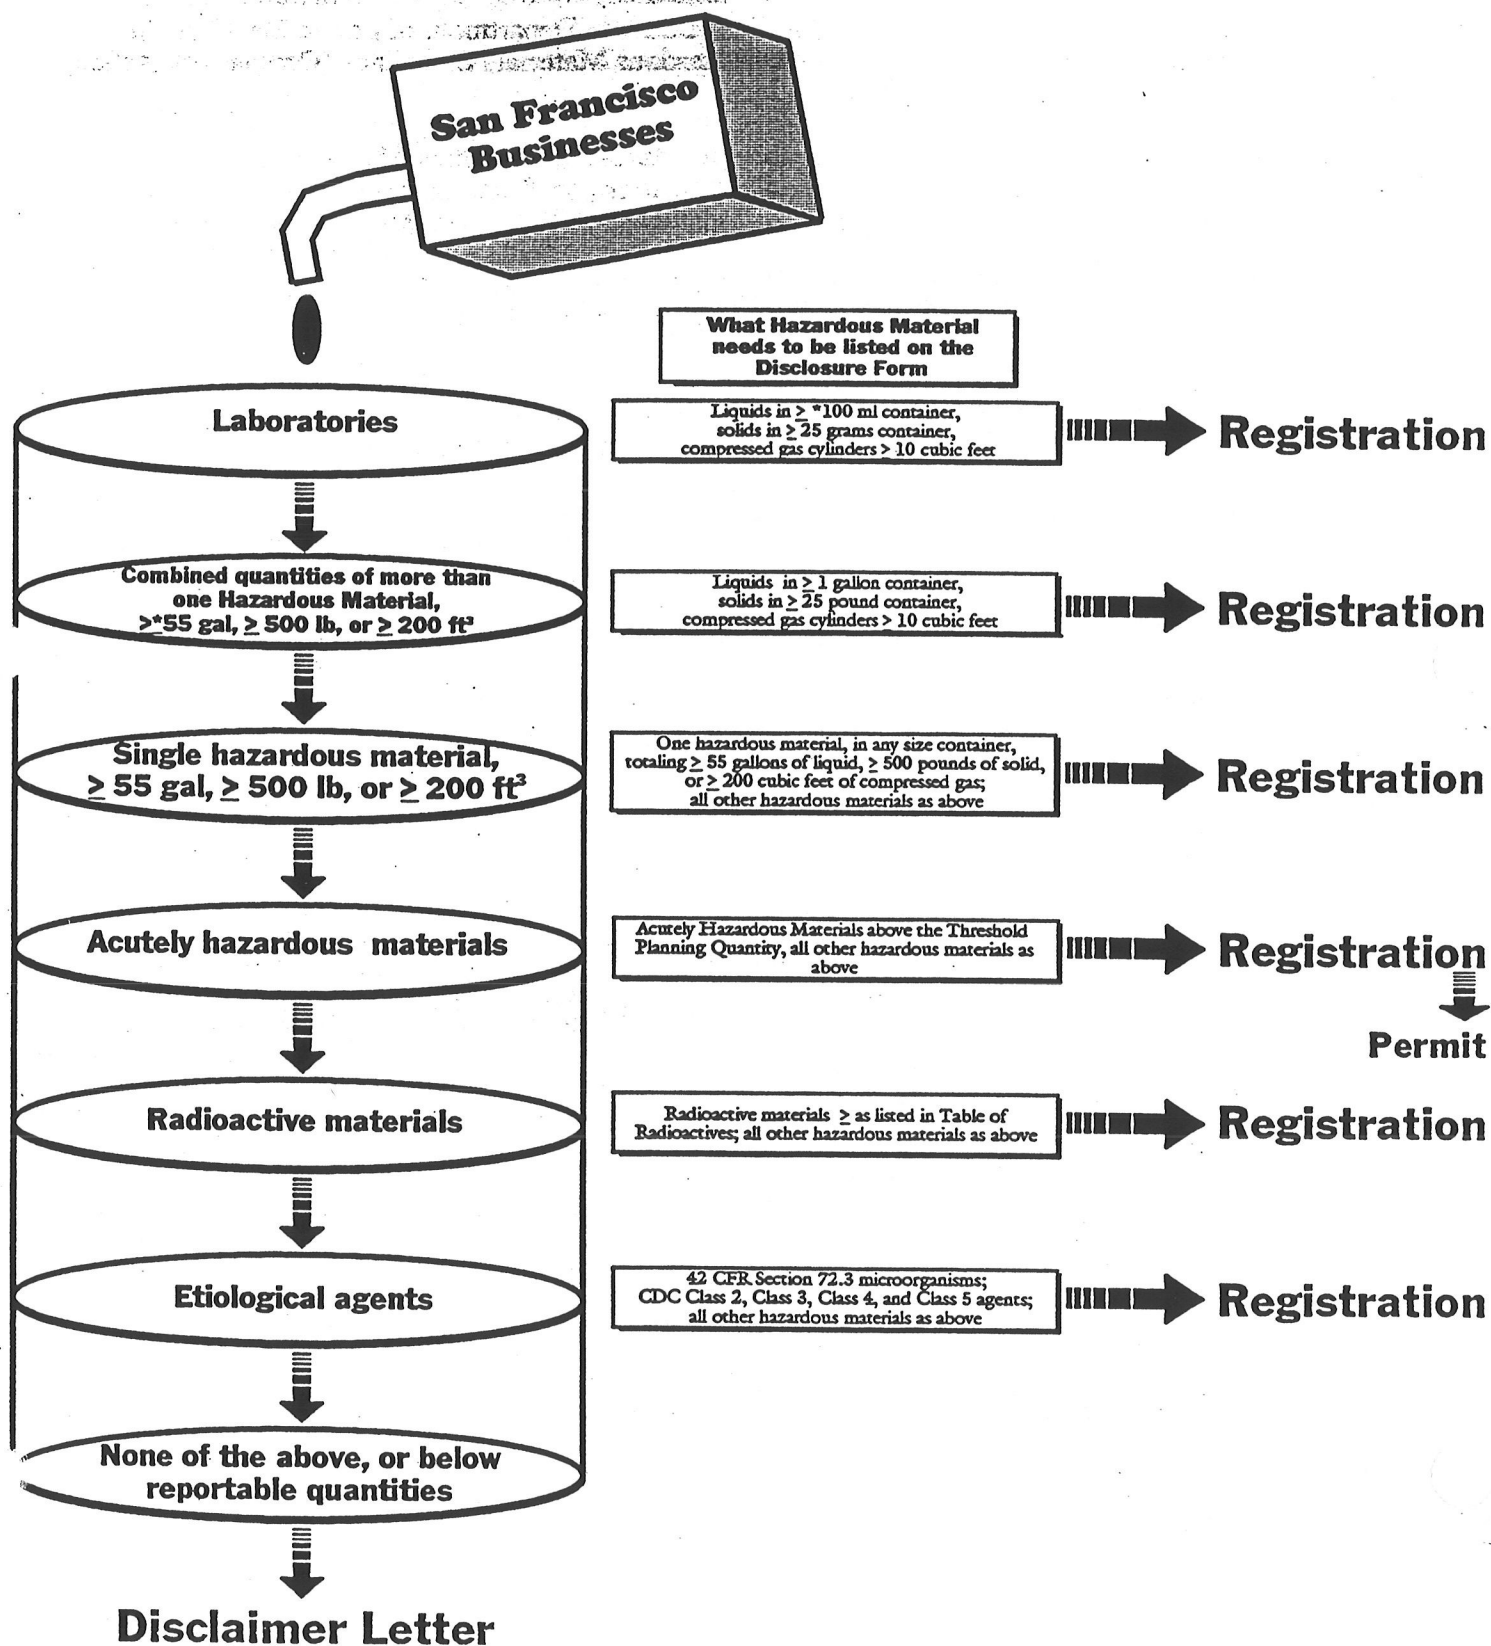 San Francisco
Businesses
What Hazardous Material
needs to be listed on the
Disclosure Form
Laboratories
Liquids in ≥ *100 ml container,
solids in ≥ 25 grams container,
compressed gas cylinders ≥ 10 cubic feet
Registration
Combined quantities of more than
one Hazardous Material,
≥*55 gal, ≥ 500 lb, or ≥ 200 ft³
Liquids in ≥ 1 gallon container,
solids in ≥ 25 pound container,
compressed gas cylinders ≥ 10 cubic feet
Registration
Single hazardous material,
≥ 55 gal, ≥ 500 lb, or ≥ 200 ft³
One hazardous material, in any size container,
totaling ≥ 55 gallons of liquid, ≥ 500 pounds of solid,
or ≥ 200 cubic feet of compressed gas;
all other hazardous materials as above
Registration
Acutely hazardous materials
Acutely Hazardous Materials above the Threshold
Planning Quantity, all other hazardous materials as
above
Registration
Permit
Radioactive materials
Radioactive materials ≥ as listed in Table of
Radioactives; all other hazardous materials as above
Registration
Etiological agents
42 CFR Section 72.3 microorganisms;
CDC Class 2, Class 3, Class 4, and Class 5 agents;
all other hazardous materials as above
Registration
None of the above, or below
reportable quantities
Disclaimer Letter